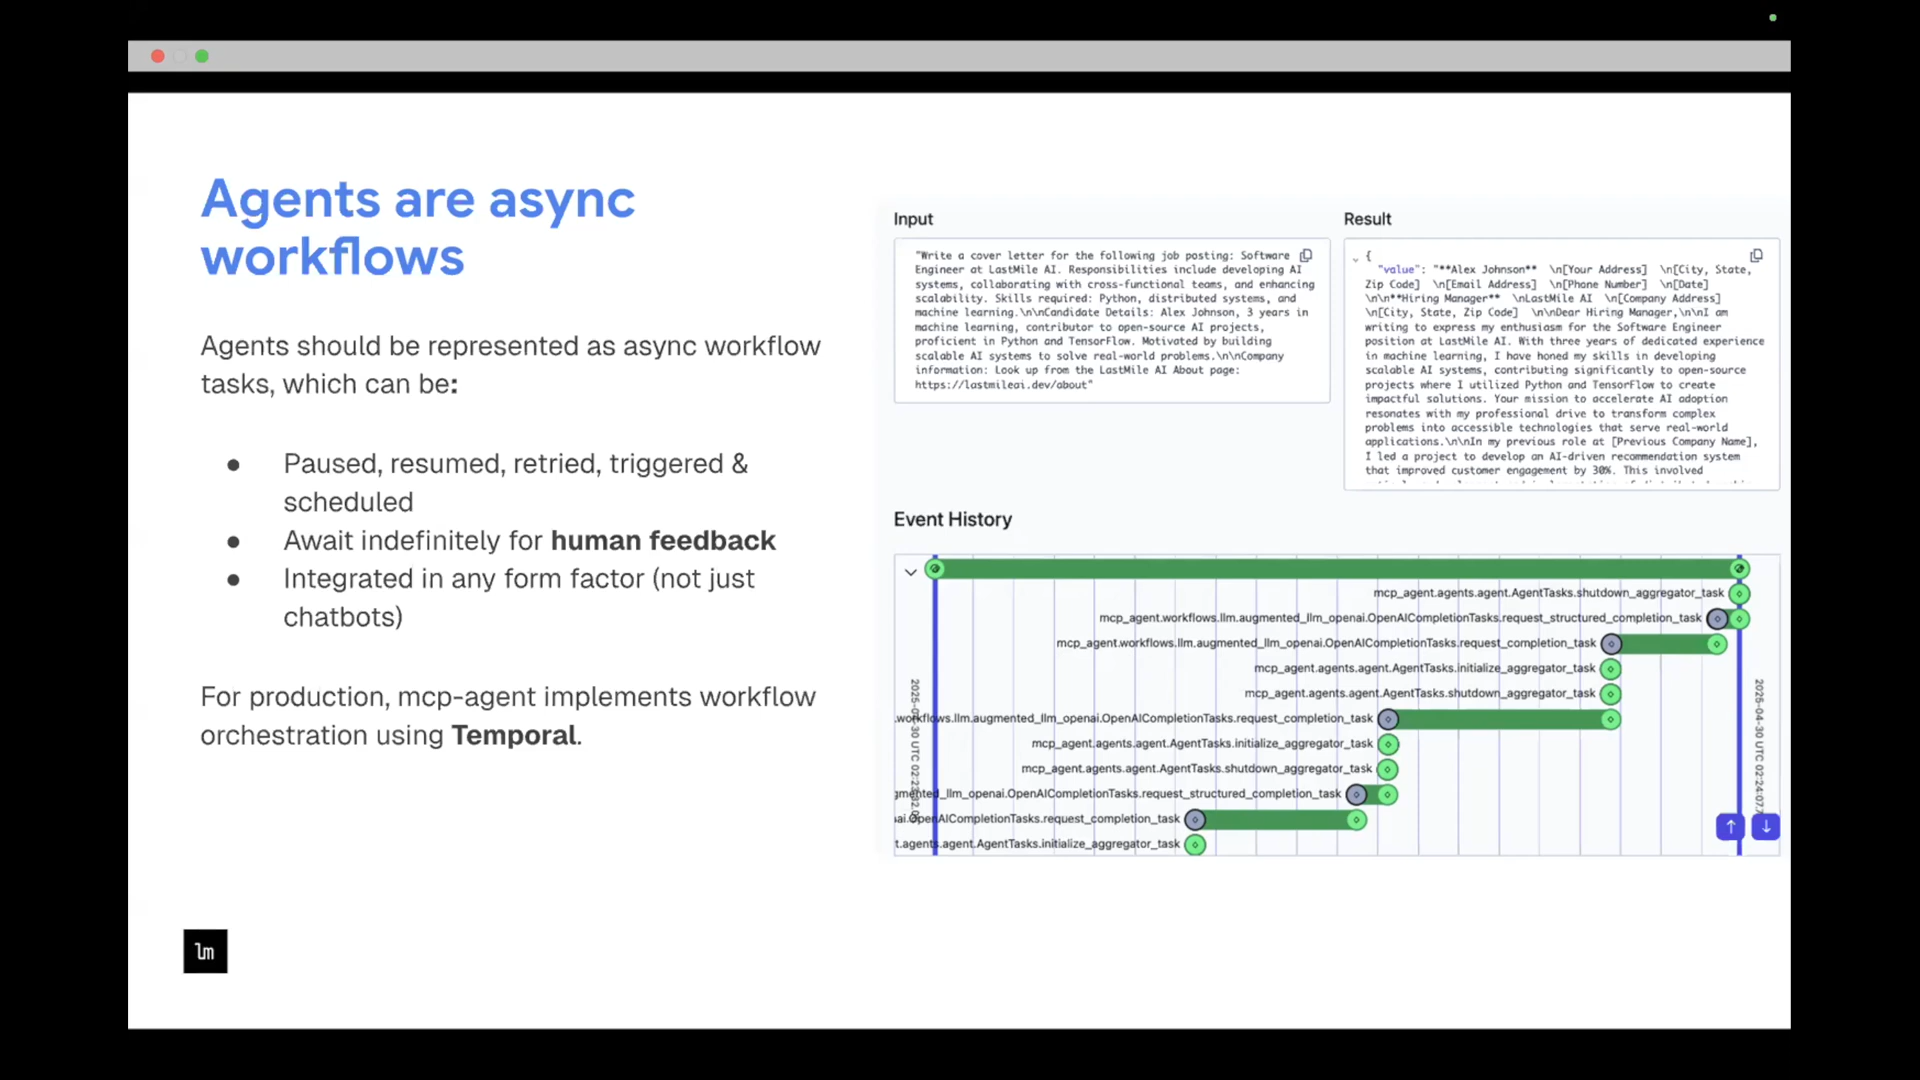 Agents are async
workflows
Agents should be represented as async workflow
tasks, which can be:
● Paused, resumed, retried, triggered &
scheduled
● Await indefinitely for human feedback
● Integrated in any form factor (not just
chatbots)
For production, mcp-agent implements workflow
orchestration using Temporal.
lm
Input
"Write a cover letter for the following job posting: Software
Engineer at LastMile AI. Responsibilities include developing AI
systems, collaborating with cross-functional teams, and enhancing
scalability. Skills required: Python, distributed systems, and
machine learning.\n\nCandidate Details: Alex Johnson, 3 years in
machine learning, contributor to open-source AI projects,
proficient in Python and TensorFlow. Motivated by building
scalable AI systems to solve real-world problems.\n\nCompany
information: Look up from the LastMile AI About page:
https://lastmileai.dev/about"
Result
{
"value": "**Alex Johnson** \n[Your Address] \n[City, State,
Zip Code] \n[Email Address] \n[Phone Number] \n[Date]
\n\n**Hiring Manager** \nLastMile AI \n[Company Address]
\n[City, State, Zip Code] \n\nDear Hiring Manager,\n\nI am
writing to express my enthusiasm for the Software Engineer
position at LastMile AI. With three years of dedicated experience
in machine learning, I have honed my skills in developing
scalable AI systems, contributing significantly to open-source
projects where I utilized Python and TensorFlow to create
impactful solutions. Your mission to accelerate AI adoption
resonates with my professional drive to transform complex
problems into accessible technologies that serve real-world
applications.\n\nIn my previous role at [Previous Company Name],
I led a project to develop an AI-driven recommendation system
that improved customer engagement by 30%. This involved
Event History
mcp_agent.agents.agent.AgentTasks.shutdown_aggregator_task
mcp_agent.workflows.llm.augmented_llm_openai.OpenAICompletionTasks.request_structured_completion_task
mcp_agent.workflows.llm.augmented_llm_openai.OpenAICompletionTasks.request_completion_task
mcp_agent.agents.agent.AgentTasks.initialize_aggregator_task
mcp_agent.agents.agent.AgentTasks.shutdown_aggregator_task
.workflows.llm.augmented_llm_openai.OpenAICompletionTasks.request_completion_task
mcp_agent.agents.agent.AgentTasks.initialize_aggregator_task
mcp_agent.agents.agent.AgentTasks.shutdown_aggregator_task
gmented_llm_openai.OpenAICompletionTasks.request_structured_completion_task
ai.OpenAICompletionTasks.request_completion_task
t.agents.agent.AgentTasks.initialize_aggregator_task
2025-04-30 UTC 02:24:07